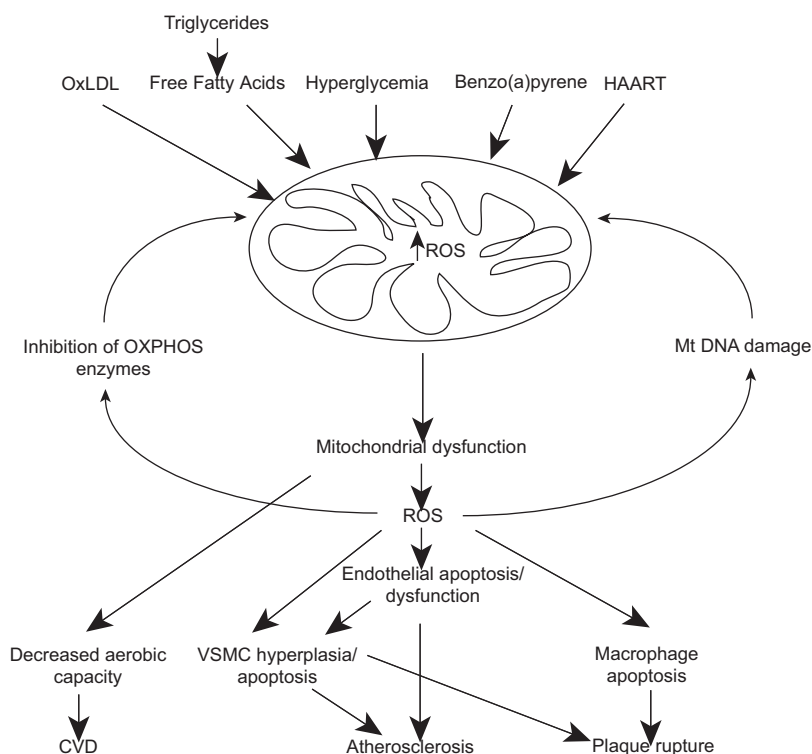 Triglycerides
OxLDL
Free Fatty Acids
Hyperglycemia
Benzo(a)pyrene
HAART
ROS
Inhibition of OXPHOS
enzymes
Mt DNA damage
Mitochondrial dysfunction
ROS
Endothelial apoptosis/
dysfunction
Decreased aerobic
capacity
VSMC hyperplasia/
apoptosis
Macrophage
apoptosis
CVD
Atherosclerosis
Plaque rupture